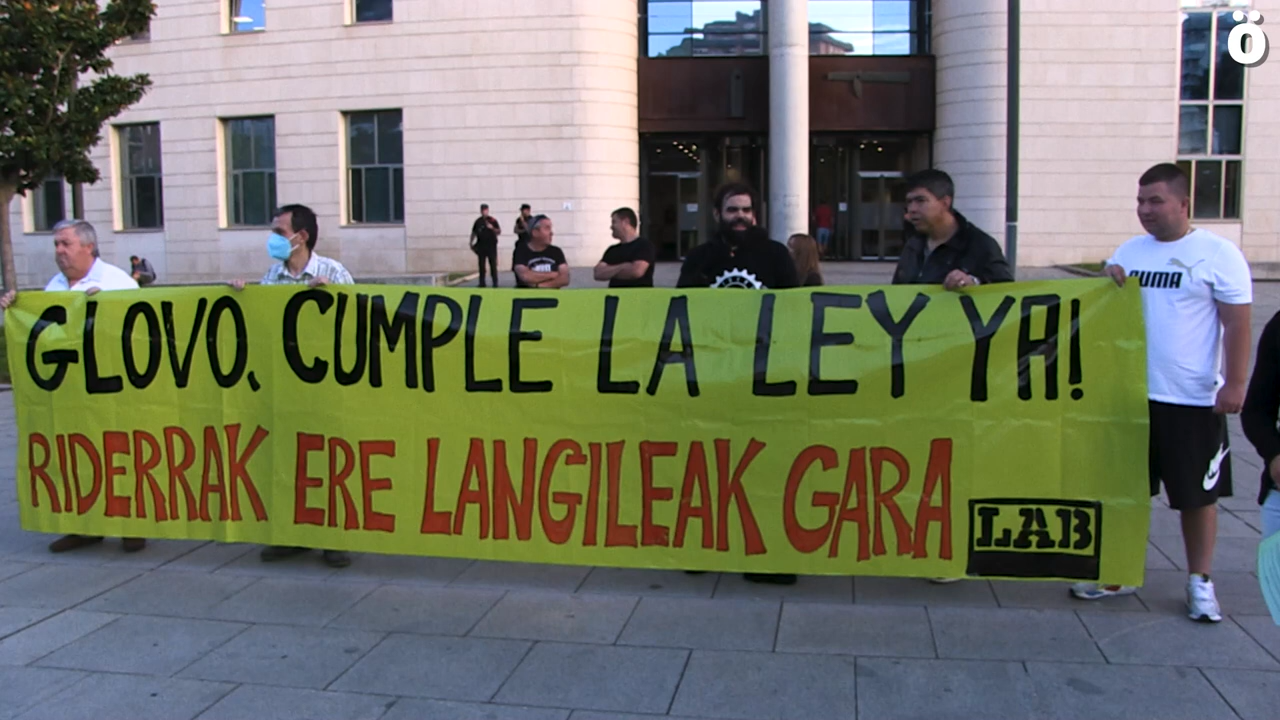 ö
GLOVO, CUMPLE LA LEY YA!
RIDERRAK ERE LANGILEAK GARA
LAB
PUMA